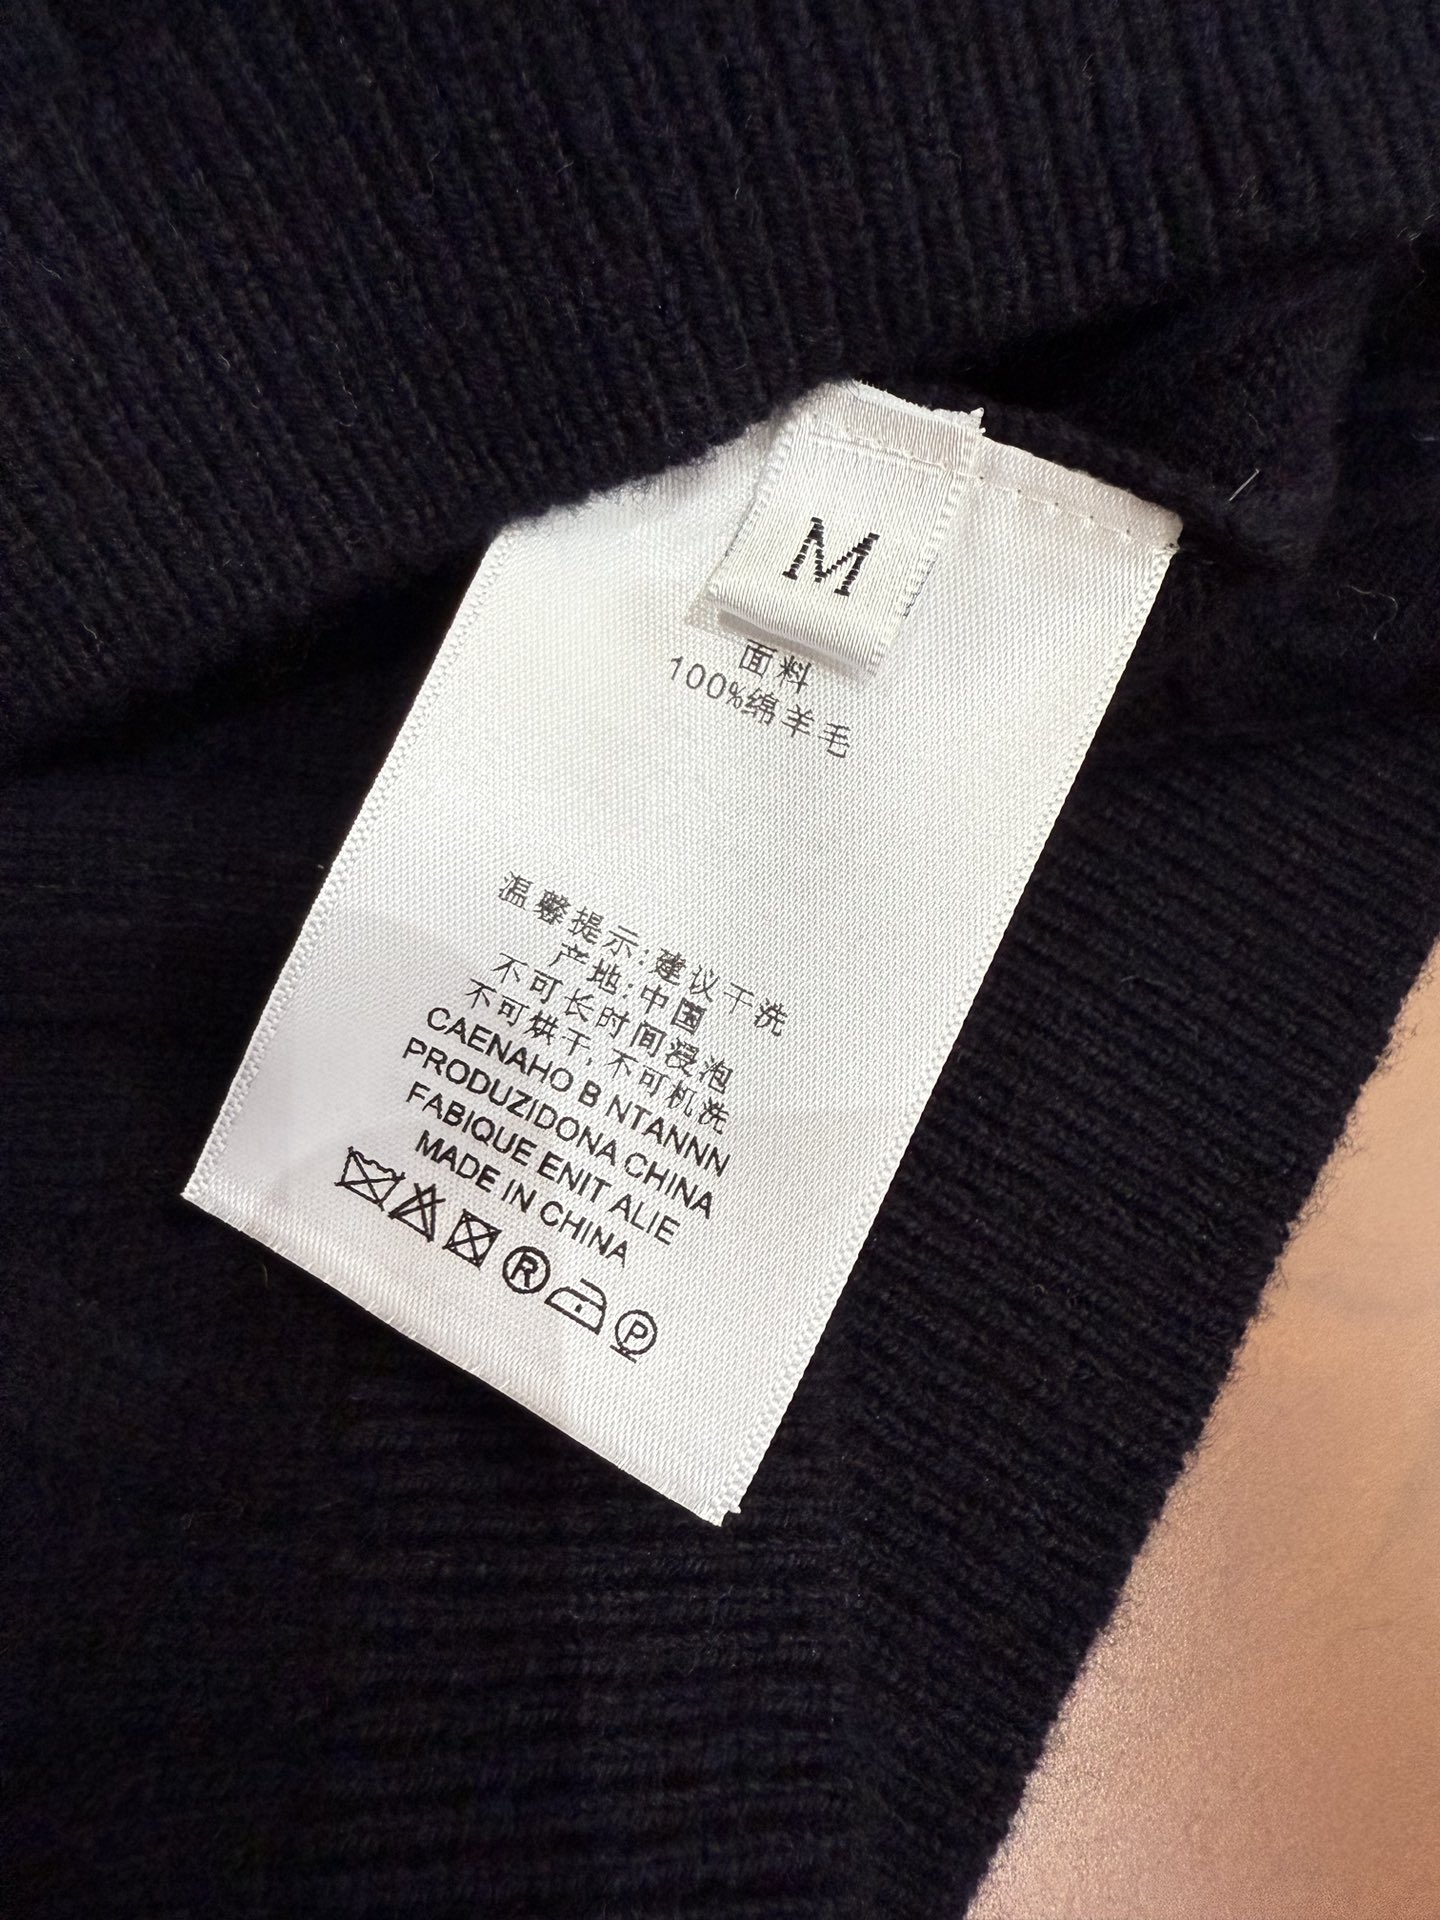 M
面料
100%绵羊毛
温馨提示:建议干洗
产地:中国
不可长时间浸泡
不可烘干,不可机洗
CAENAHO B NTANNN
PRODUZIDONA CHINA
FABIQUE ENIT ALIE
MADE IN CHINA
R P